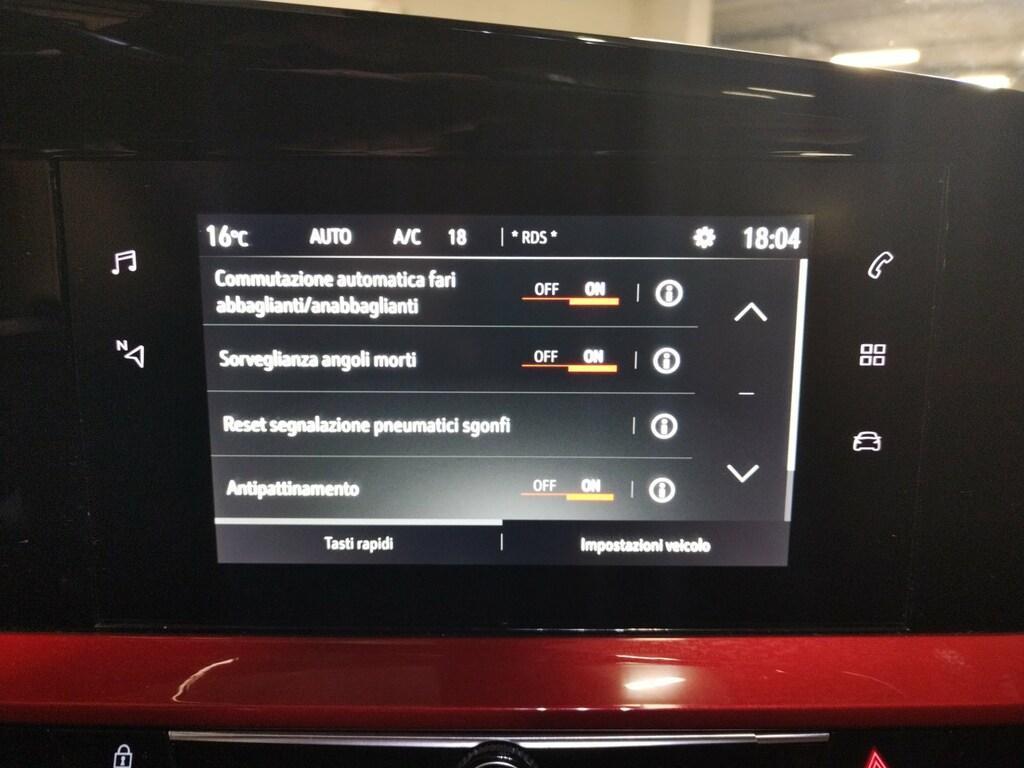 16°C AUTO A/C 18 * RDS * 18:04
Commutazione automatica fari
abbaglianti/anabbaglianti
OFF ON
Sorveglianza angoli morti OFF ON
Reset segnalazione pneumatici sgonfi
Antipattinamento OFF ON
Tasti rapidi Impostazioni veicolo
N